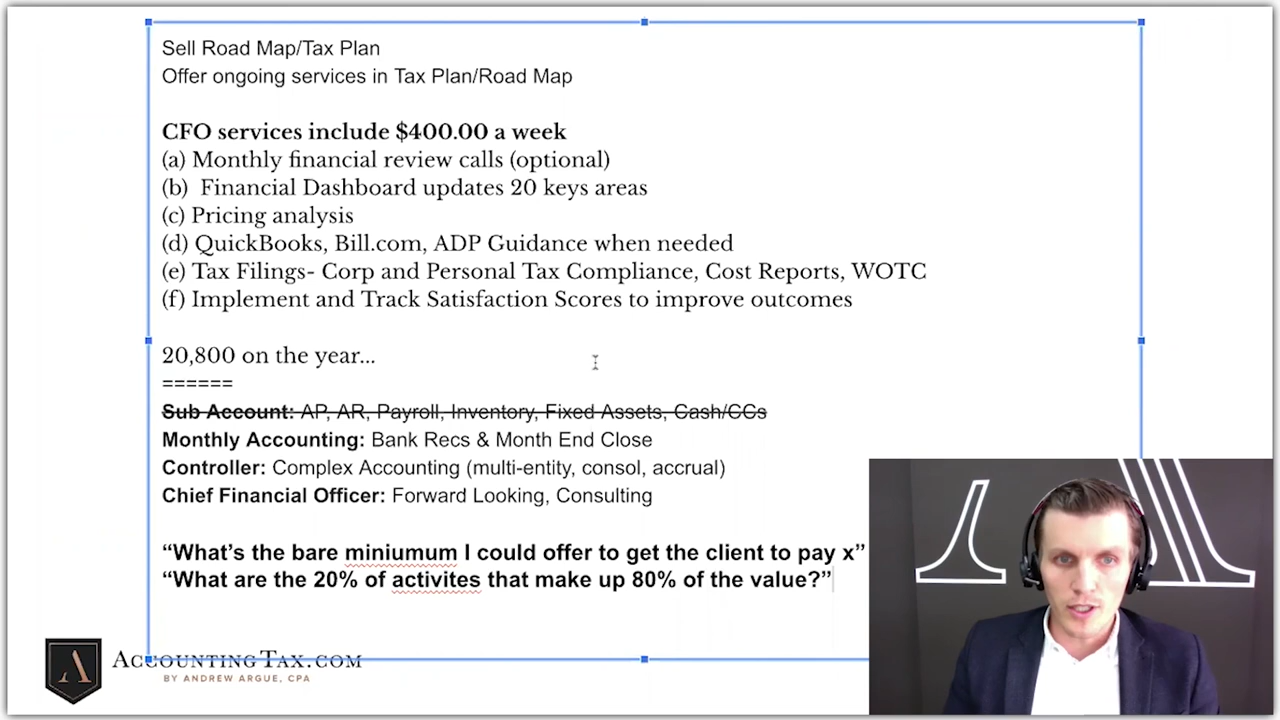 Sell Road Map/Tax Plan
Offer ongoing services in Tax Plan/Road Map
CFO services include $400.00 a week
(a) Monthly financial review calls (optional)
(b) Financial Dashboard updates 20 keys areas
(c) Pricing analysis
(d) QuickBooks, Bill.com, ADP Guidance when needed
(e) Tax Filings- Corp and Personal Tax Compliance, Cost Reports, WOTC
(f) Implement and Track Satisfaction Scores to improve outcomes
20,800 on the year...
======
Sub Account: AP, AR, Payroll, Inventory, Fixed Assets, Cash/CCs
Monthly Accounting: Bank Recs & Month End Close
Controller: Complex Accounting (multi-entity, consol, accrual)
Chief Financial Officer: Forward Looking, Consulting
“What’s the bare miniumum I could offer to get the client to pay x”
“What are the 20% of activites that make up 80% of the value?”
A
ACCOUNTINGTAX.COM
BY ANDREW ARGUE, CPA